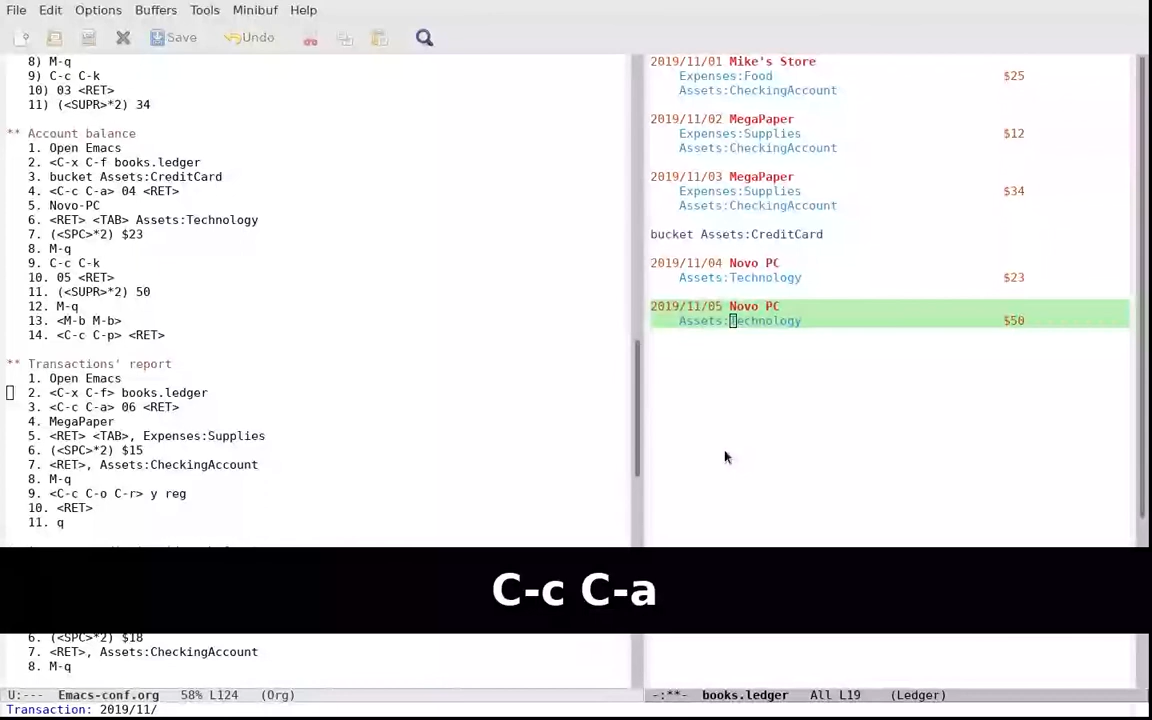 File Edit Options Buffers Tools Minibuf Help
Save Undo
8) M-q
9) C-c C-k
10) 03 <RET>
11) (<SUPR>*2) 34
** Account balance
1. Open Emacs
2. <C-x C-f books.ledger
3. bucket Assets:CreditCard
4. <C-c C-a> 04 <RET>
5. Novo-PC
6. <RET> <TAB> Assets:Technology
7. (<SPC>*2) $23
8. M-q
9. C-c C-k
10. 05 <RET>
11. (<SUPR>*2) 50
12. M-q
13. <M-b M-b>
14. <C-c C-p> <RET>
** Transactions' report
1. Open Emacs
2. <C-x C-f> books.ledger
3. <C-c C-a> 06 <RET>
4. MegaPaper
5. <RET> <TAB>, Expenses:Supplies
6. (<SPC>*2) $15
7. <RET>, Assets:CheckingAccount
8. M-q
9. <C-c C-o C-r> y reg
10. <RET>
11. q
6. (<SPC>*2) $18
7. <RET>, Assets:CheckingAccount
8. M-q
U:--- Emacs-conf.org 58% L124 (Org)
Transaction: 2019/11/
2019/11/01 Mike's Store
Expenses:Food $25
Assets:CheckingAccount
2019/11/02 MegaPaper
Expenses:Supplies $12
Assets:CheckingAccount
2019/11/03 MegaPaper
Expenses:Supplies $34
Assets:CheckingAccount
bucket Assets:CreditCard
2019/11/04 Novo PC
Assets:Technology $23
2019/11/05 Novo PC
Assets:Technology $50
-:**- books.ledger All L19 (Ledger)
C-c C-a